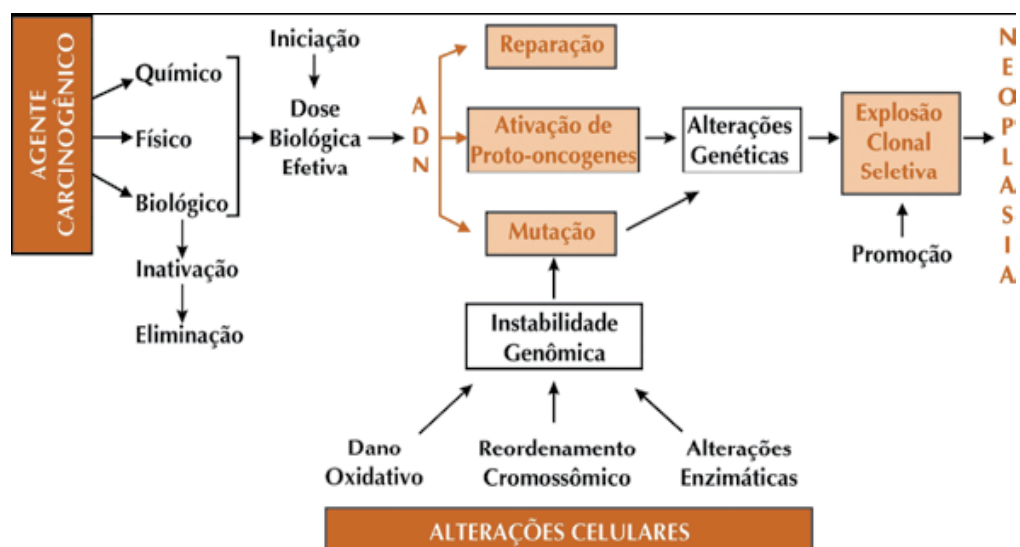 AGENTE
CARCINOGÊNICO
Químico
Físico
Biológico
Inativação
Eliminação
Iniciação
Dose
Biológica
Efetiva
ADN
Reparação
Ativação de
Proto-oncogenes
Mutação
Alterações
Genéticas
Explosão
Clonal
Seletiva
Promoção
NEOPLASIA
Instabilidade
Genômica
Dano
Oxidativo
Reordenamento
Cromossômico
Alterações
Enzimáticas
ALTERAÇÕES CELULARES